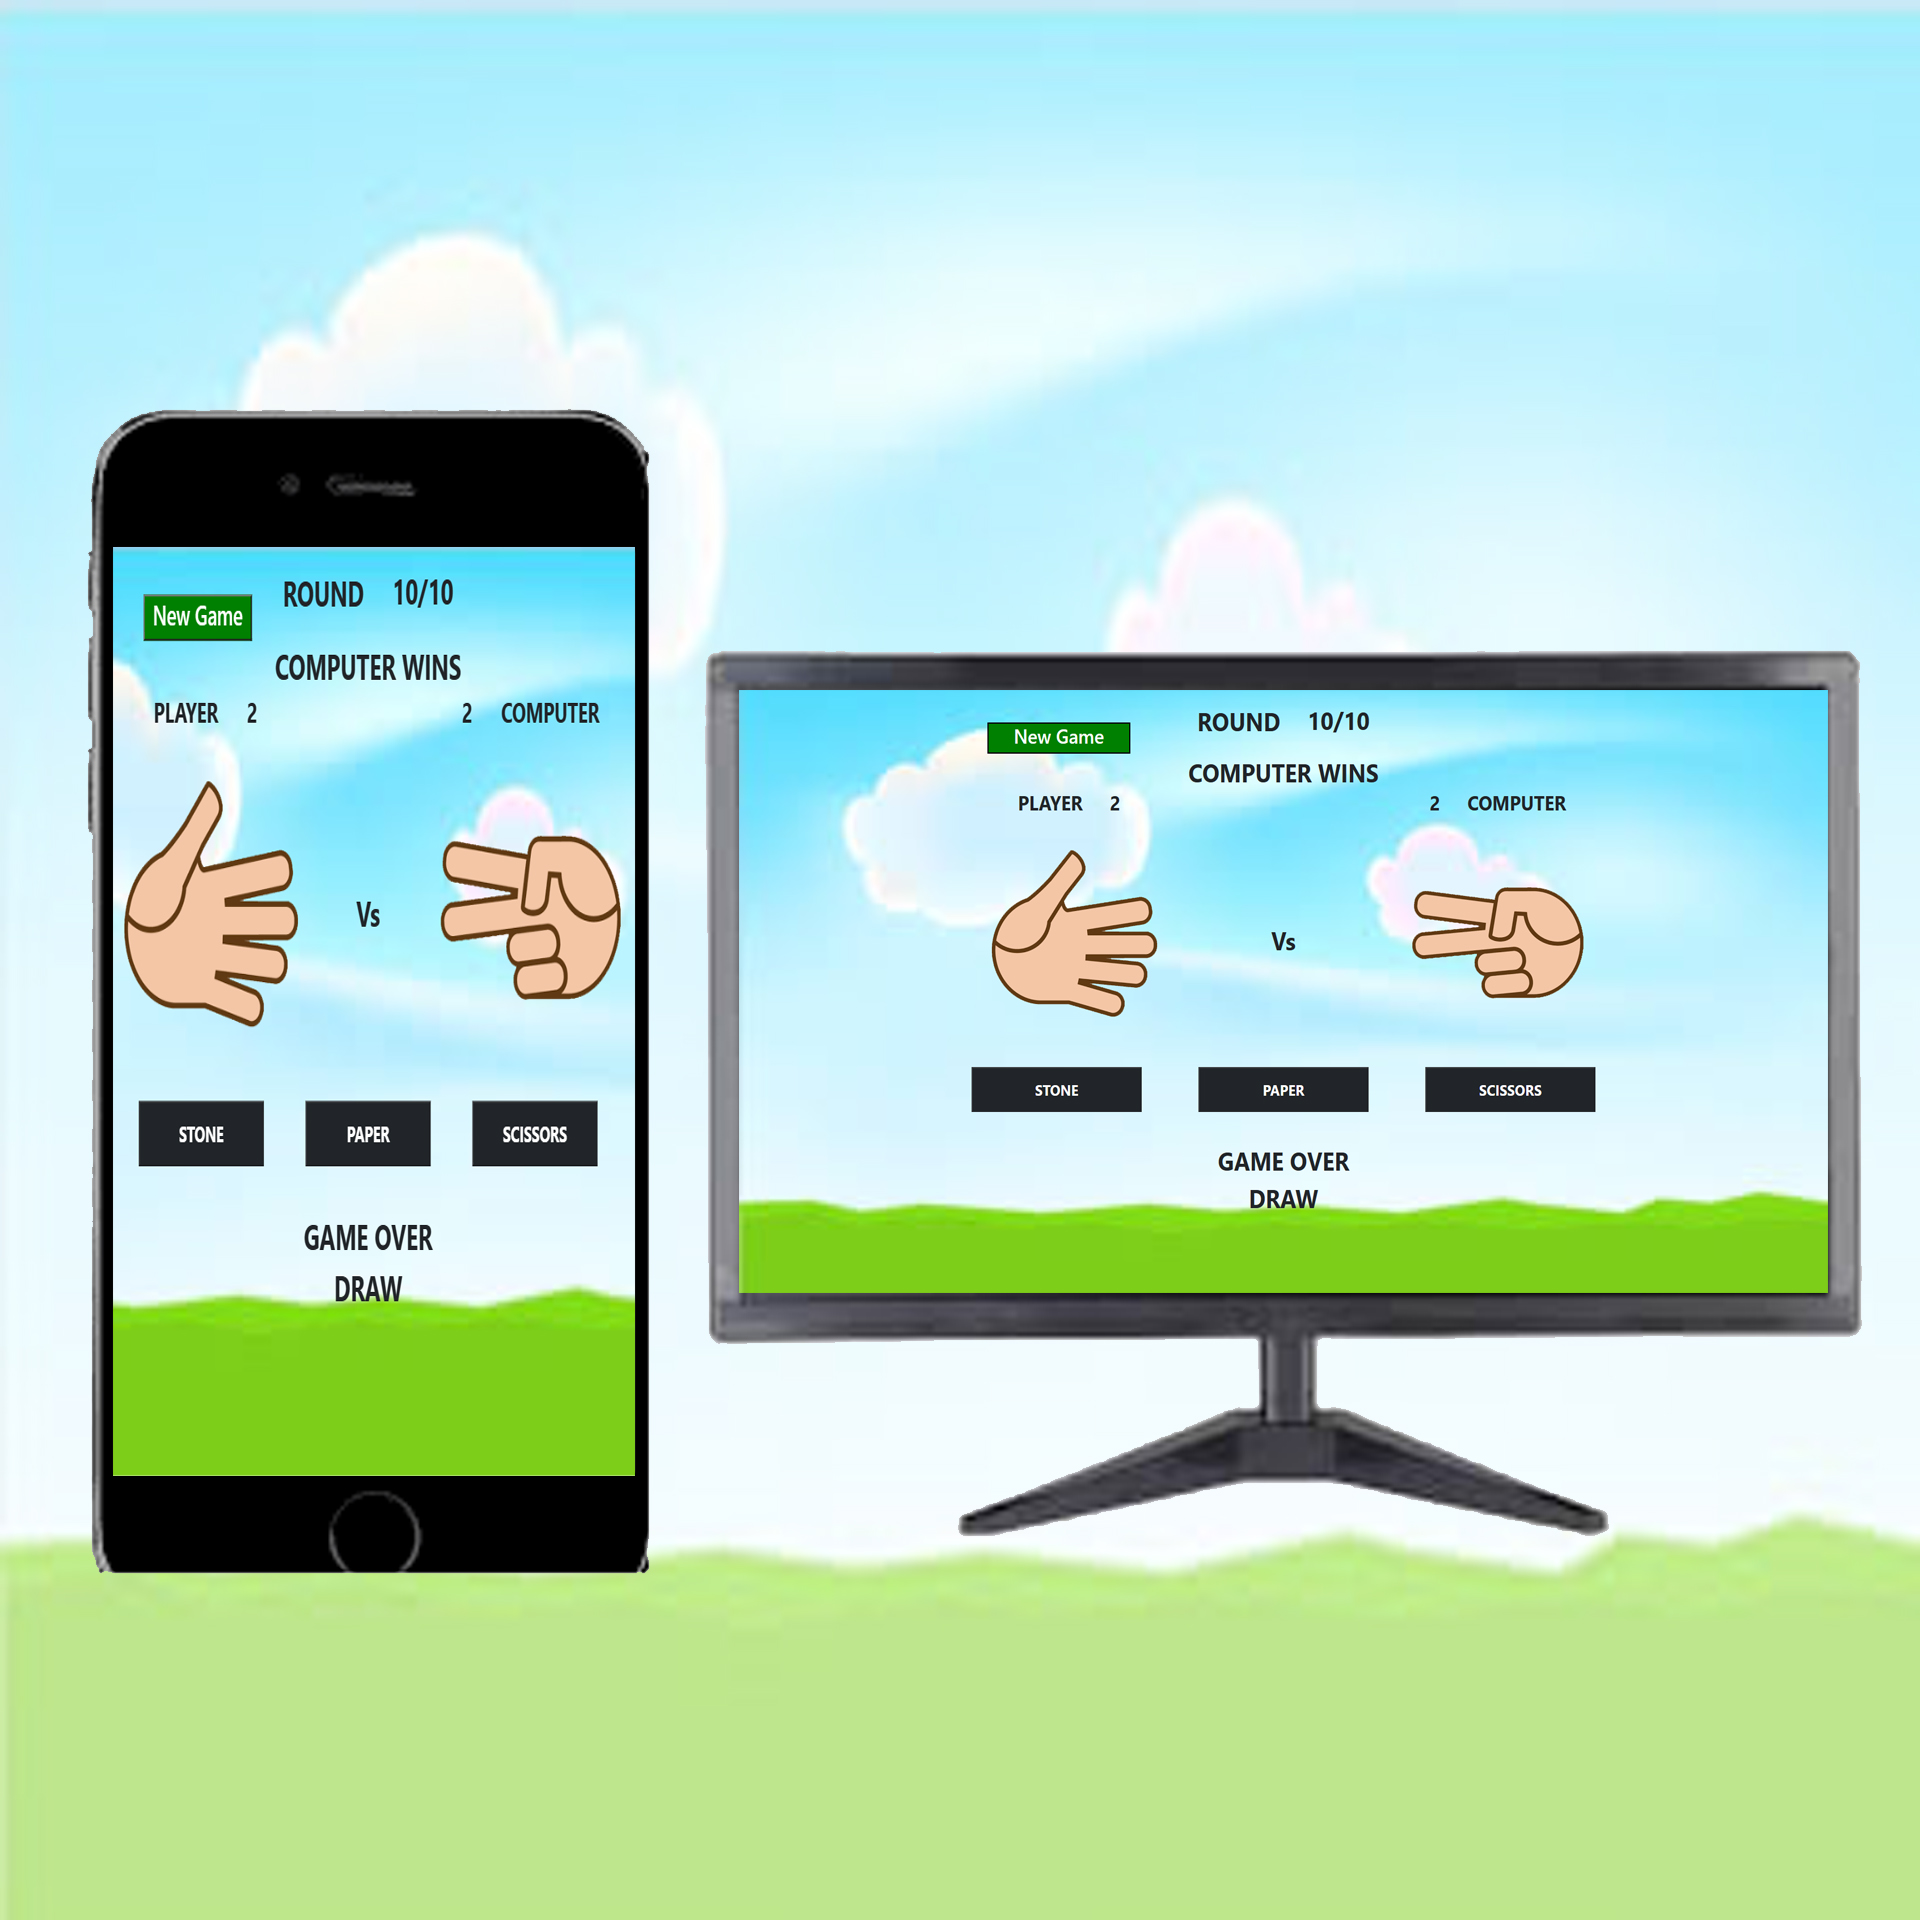 ROUND 10/10
New Game
COMPUTER WINS
PLAYER 2 2 COMPUTER
Vs
STONE PAPER SCISSORS
GAME OVER
DRAW
ROUND 10/10
New Game
COMPUTER WINS
PLAYER 2 2 COMPUTER
Vs
STONE PAPER SCISSORS
GAME OVER
DRAW